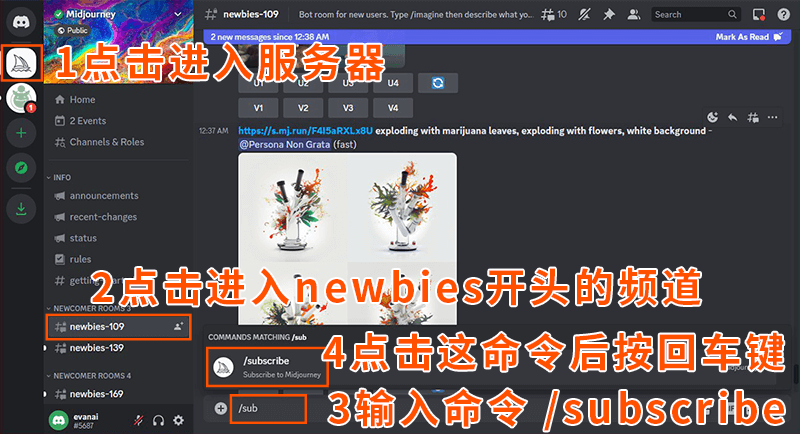 Midjourney
Public
newbies-109
Bot room for new users. Type /imagine then describe what yo...
10
Search
2 new messages since 12:38 AM
Mark As Read
1点击进入服务器
U1 U2 U3 U4
V1 V2 V3 V4
1
Home
2 Events
Channels & Roles
12:37 AM
https://s.mj.run/F4I5aRXLx8U exploding with marijuana leaves, exploding with flowers, white background -
@Persona Non Grata (fast)
INFO
announcements
recent-changes
status
rules
2点击进入newbies开头的频道
NEWCOMER ROOMS 3
newbies-109
newbies-139
NEWCOMER ROOMS 4
newbies-169
COMMANDS MATCHING /sub
/subscribe
Subscribe to Midjourney
4点击这命令后按回车键
/sub
3输入命令 /subscribe
evanai
#5687